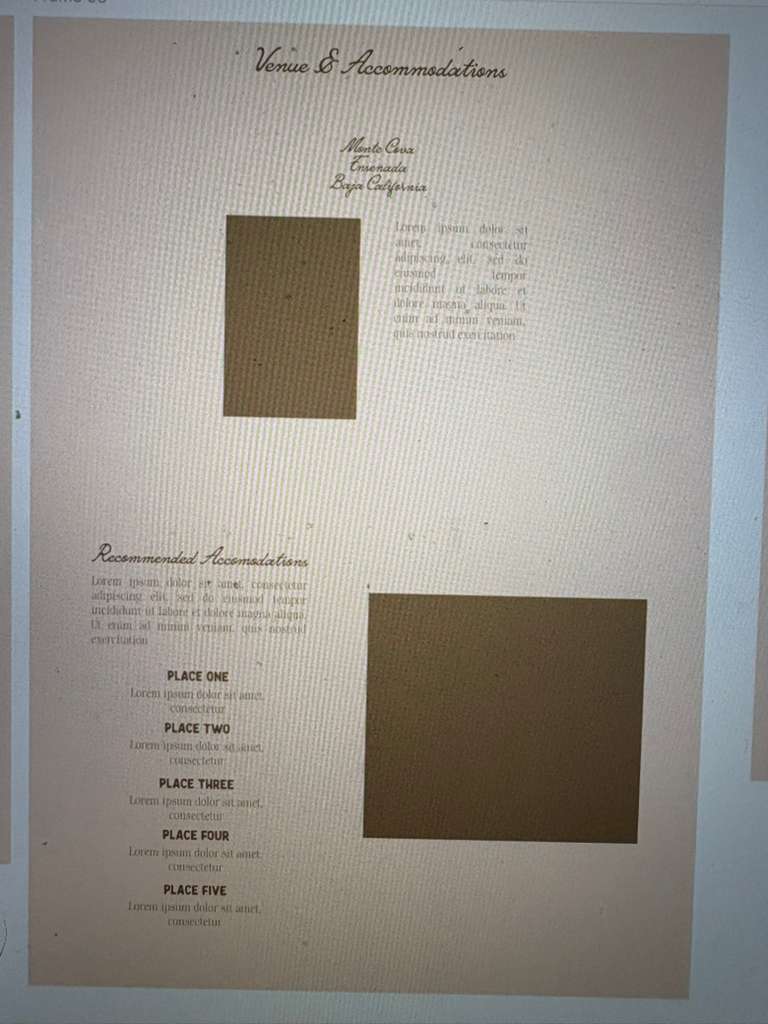 Venue & Accommodations
Monte Cova
Ensenada
Baja California
Lorem ipsum dolor sit
amet, consectetur
adipiscing elit, sed do
eiusmod tempor
incididunt ut labore et
dolore magna aliqua. Ut
enim ad minim veniam,
quis nostrud exercitation
Recommended Accomodations
Lorem ipsum dolor sit amet, consectetur
adipiscing elit, sed do eiusmod tempor
incididunt ut labore et dolore magna aliqua.
Ut enim ad minim veniam, quis nostrud
exercitation
PLACE ONE
Lorem ipsum dolor sit amet,
consectetur
PLACE TWO
Lorem ipsum dolor sit amet,
consectetur
PLACE THREE
Lorem ipsum dolor sit amet,
consectetur
PLACE FOUR
Lorem ipsum dolor sit amet,
consectetur
PLACE FIVE
Lorem ipsum dolor sit amet,
consectetur